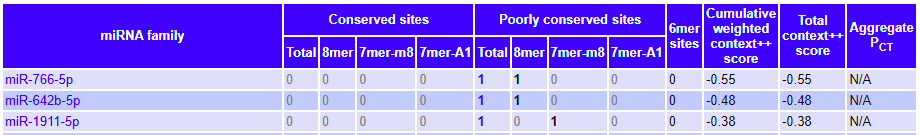 miRNA family Conserved sites Poorly conserved sites 6mer sites Cumulative weighted context++ score Total context++ score Aggregate PCT
Total 8mer 7mer-m8 7mer-A1 Total 8mer 7mer-m8 7mer-A1
miR-766-5p 0 0 0 0 1 1 0 0 0 -0.55 -0.55 N/A
miR-642b-5p 0 0 0 0 1 1 0 0 0 -0.48 -0.48 N/A
miR-1911-5p 0 0 0 0 1 0 1 0 0 -0.38 -0.38 N/A